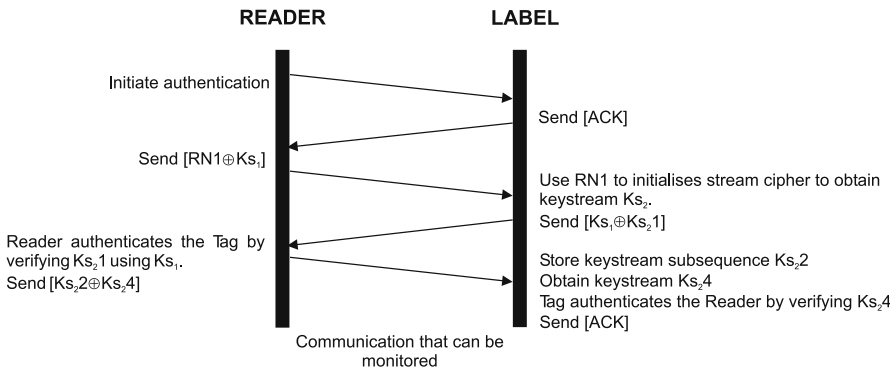 READER
LABEL
Initiate authentication
Send [ACK]
Send [RN1⊕Ks₁]
Use RN1 to initialises stream cipher to obtain
keystream Ks₂.
Send [Ks₁⊕Ks₂1]
Reader authenticates the Tag by
verifying Ks₂1 using Ks₁.
Send [Ks₂2⊕Ks₂4]
Store keystream subsequence Ks₂2
Obtain keystream Ks₂4
Tag authenticates the Reader by verifying Ks₂4
Send [ACK]
Communication that can be
monitored